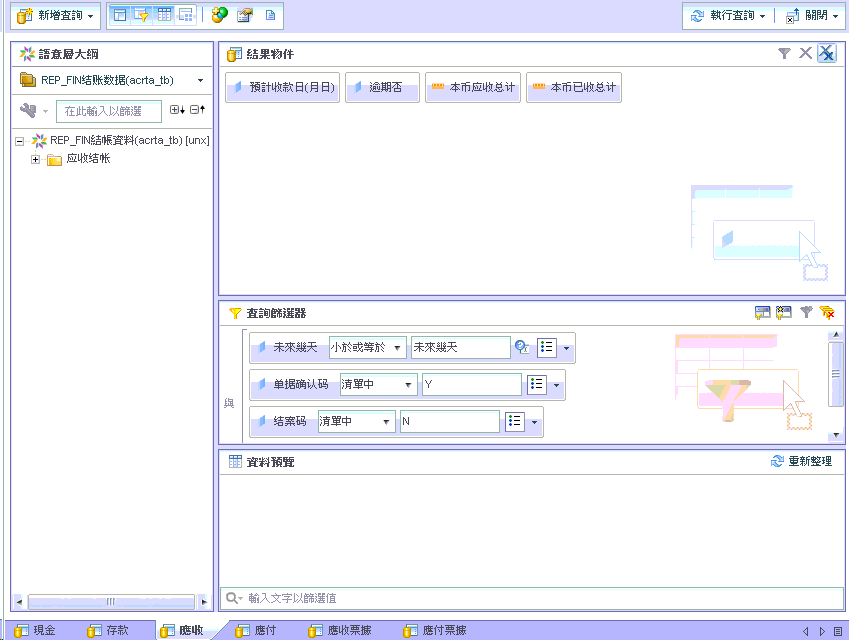 新增查詢
執行查詢
關閉
語意層大綱
REP_FIN结账数据(acrta_tb)
在此輸入以篩選
REP_FIN結帳資料(acrta_tb) [unx]
应收结帐
结果物件
預計收款日(月日)
逾期否
本币应收总计
本币已收总计
查詢篩選器
與
未來幾天
小於或等於
未來幾天
单据确认码
清單中
Y
结案码
清單中
N
資料預覽
重新整理
輸入文字以篩選值
現金
存款
應收
應付
應收票據
應付票據